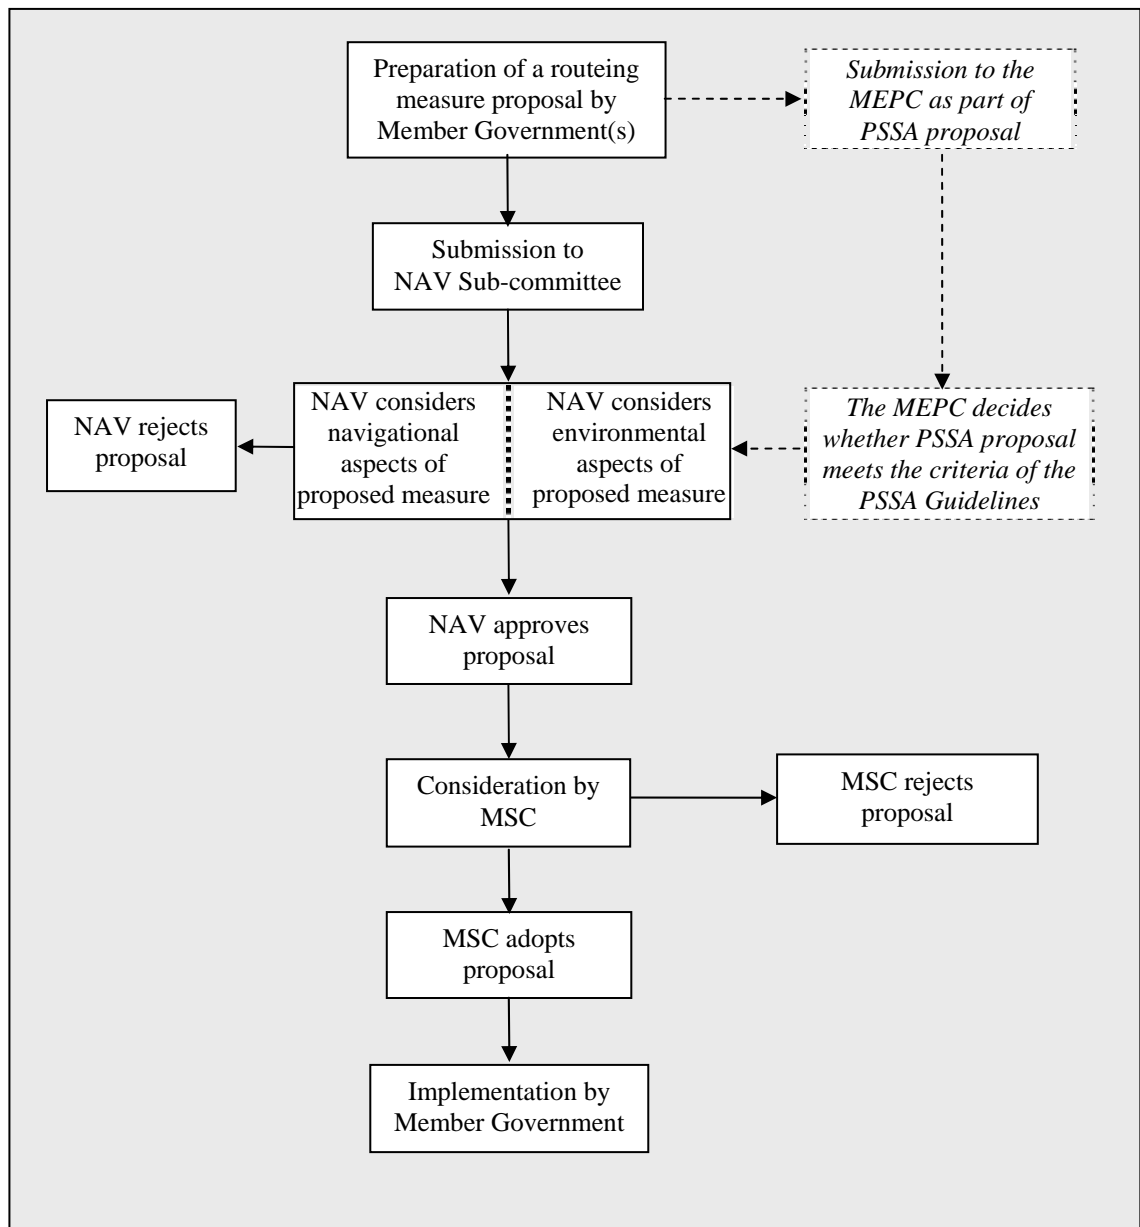 Preparation of a routeing
measure proposal by
Member Government(s)
Submission to the
MEPC as part of
PSSA proposal
Submission to
NAV Sub-committee
NAV rejects
proposal
NAV considers
navigational
aspects of
proposed measure
NAV considers
environmental
aspects of
proposed measure
The MEPC decides
whether PSSA proposal
meets the criteria of the
PSSA Guidelines
NAV approves
proposal
Consideration by
MSC
MSC rejects
proposal
MSC adopts
proposal
Implementation by
Member Government